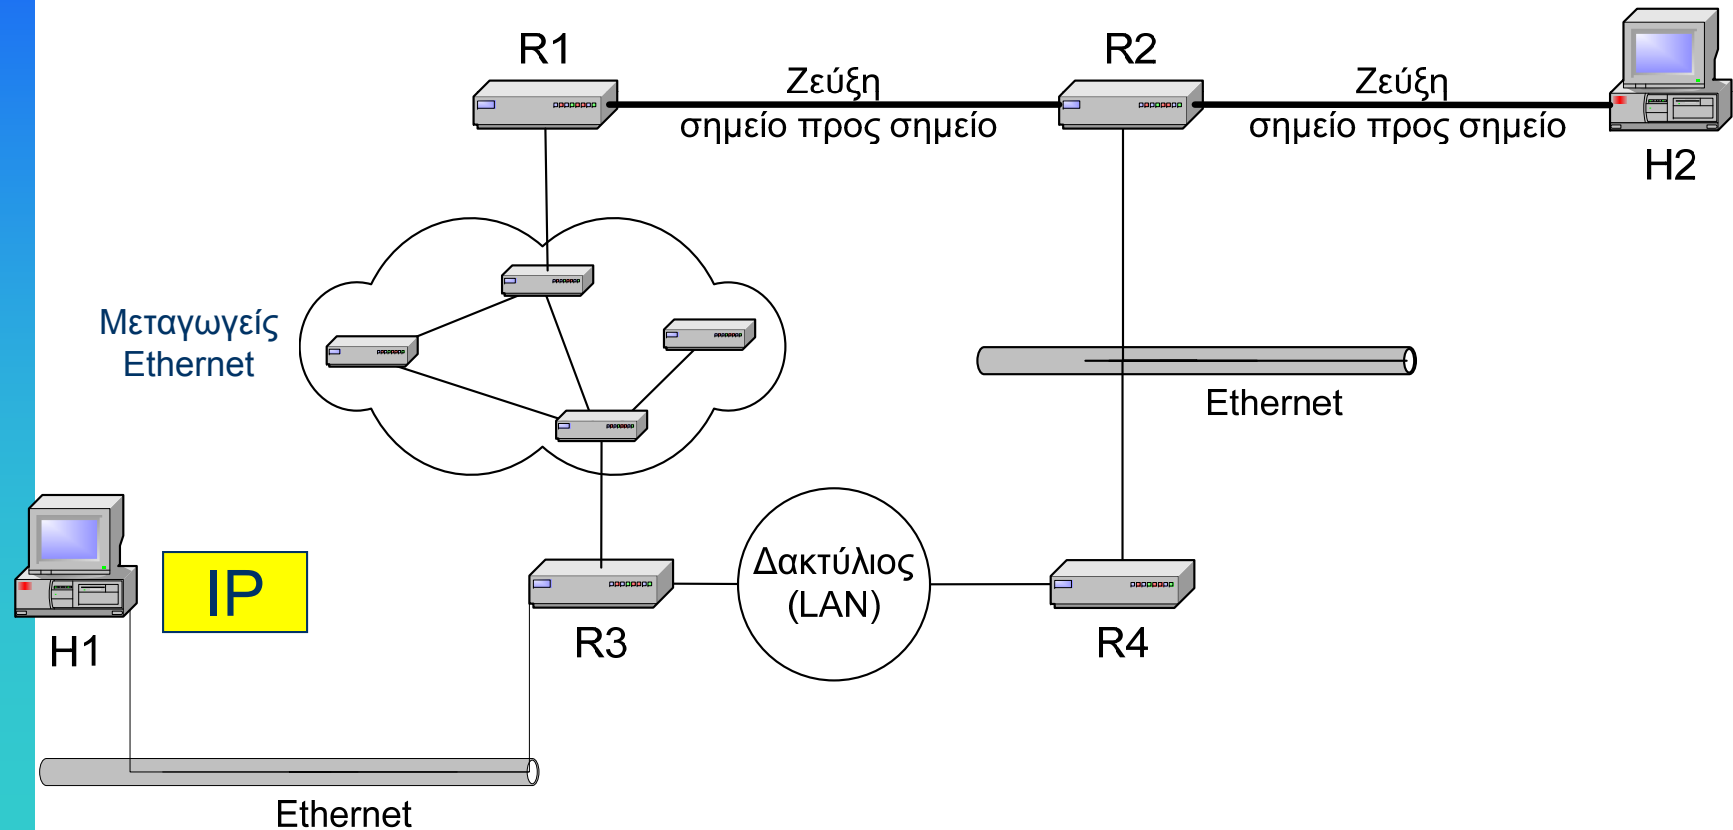 R1
R2
Ζεύξη
σημείο προς σημείο
Ζεύξη
σημείο προς σημείο
H2
Μεταγωγείς
Ethernet
Ethernet
IP
Δακτύλιος
(LAN)
H1
R3
R4
Ethernet